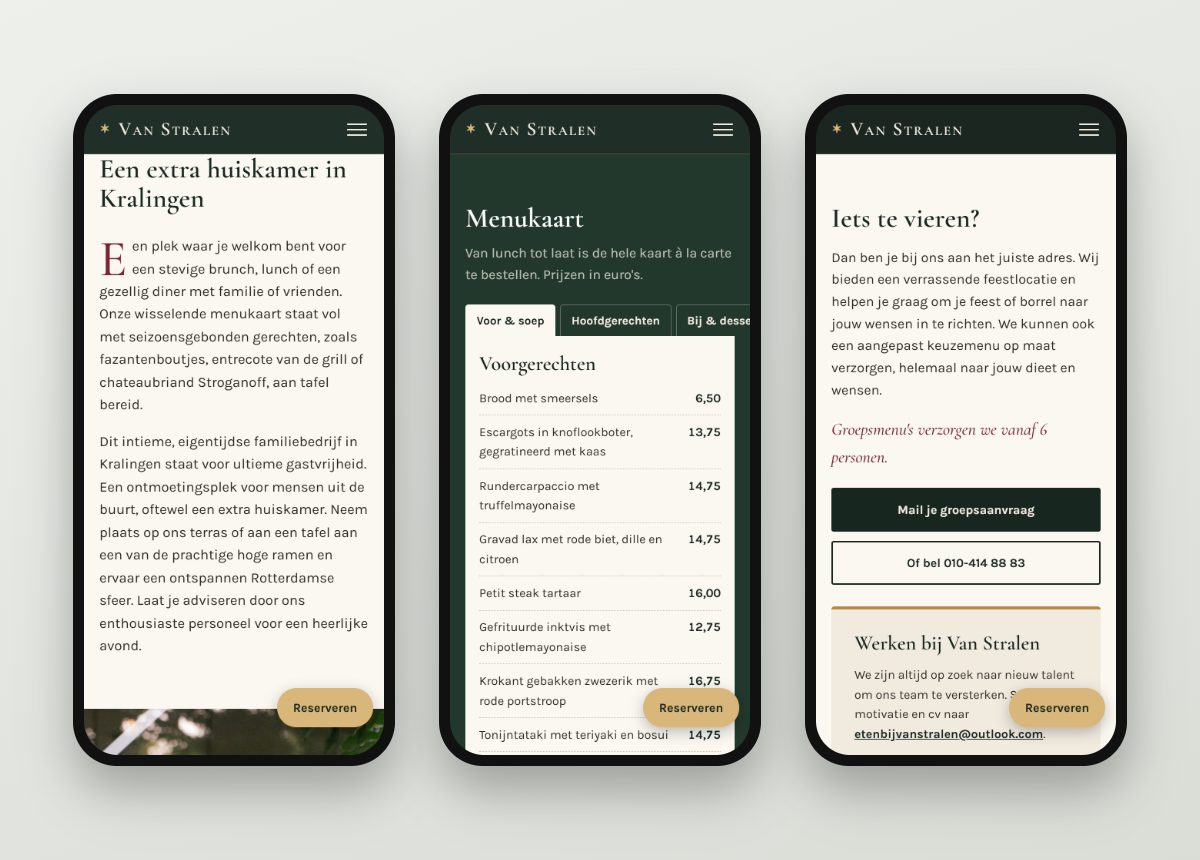 ✶ VAN STRALEN
Een extra huiskamer in
Kralingen
Een plek waar je welkom bent voor
een stevige brunch, lunch of een
gezellig diner met familie of vrienden.
Onze wisselende menukaart staat vol
met seizoensgebonden gerechten, zoals
fazantenboutjes, entrecote van de grill of
chateaubriand Stroganoff, aan tafel
bereid.
Dit intieme, eigentijdse familiebedrijf in
Kralingen staat voor ultieme gastvrijheid.
Een ontmoetingsplek voor mensen uit de
buurt, oftewel een extra huiskamer. Neem
plaats op ons terras of aan een tafel aan
een van de prachtige hoge ramen en
ervaar een ontspannen Rotterdamse
sfeer. Laat je adviseren door ons
enthousiaste personeel voor een heerlijke
avond.
Reserveren
✶ VAN STRALEN
Menukaart
Van lunch tot laat is de hele kaart à la carte
te bestellen. Prijzen in euro's.
Voor & soep Hoofdgerechten Bij & desse
Voorgerechten
Brood met smeersels 6,50
Escargots in knoflookboter, 13,75
gegratineerd met kaas
Rundercarpaccio met 14,75
truffelmayonaise
Gravad lax met rode biet, dille en 14,75
citroen
Petit steak tartaar 16,00
Gefrituurde inktvis met 12,75
chipotlemayonaise
Krokant gebakken zwezerik met 16,75
rode portstroop
Reserveren
Tonijntataki met teriyaki en bosui 14,75
✶ VAN STRALEN
Iets te vieren?
Dan ben je bij ons aan het juiste adres. Wij
bieden een verrassende feestlocatie en
helpen je graag om je feest of borrel naar
jouw wensen in te richten. We kunnen ook
een aangepast keuzemenu op maat
verzorgen, helemaal naar jouw dieet en
wensen.
Groepsmenu's verzorgen we vanaf 6
personen.
Mail je groepsaanvraag
Of bel 010-414 88 83
Werken bij Van Stralen
We zijn altijd op zoek naar nieuw talent
om ons team te versterken.
motivatie en cv naar
Reserveren
etenbijvanstralen@outlook.com.